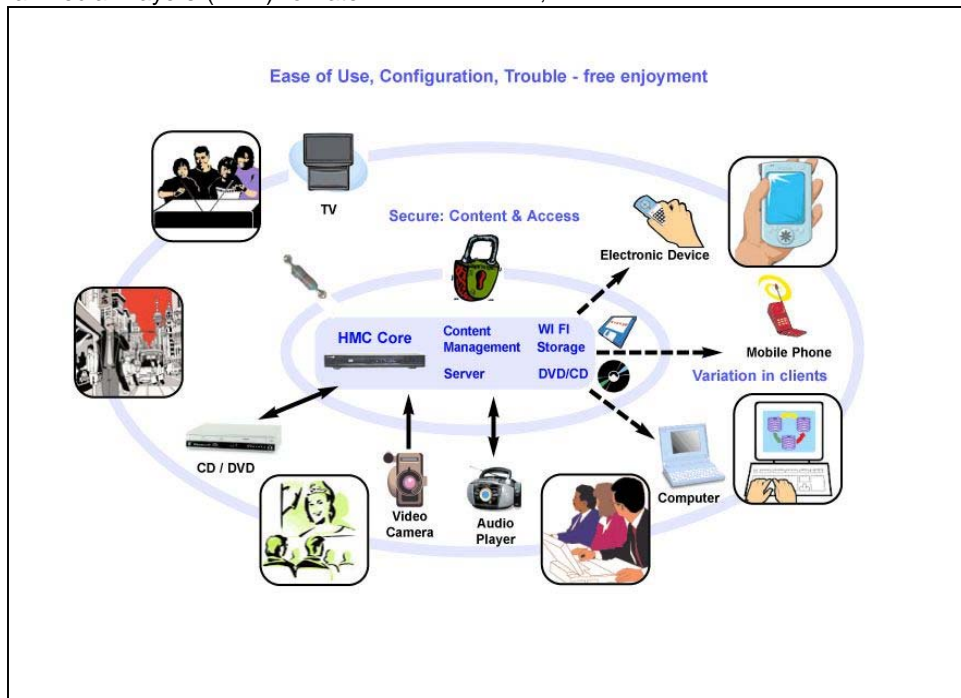 Ease of Use, Configuration, Trouble - free enjoyment
TV
Secure: Content & Access
Electronic Device
HMC Core
Content
Management
WI FI
Storage
Server
DVD/CD
Mobile Phone
Variation in clients
CD / DVD
Video
Camera
Audio
Player
Computer